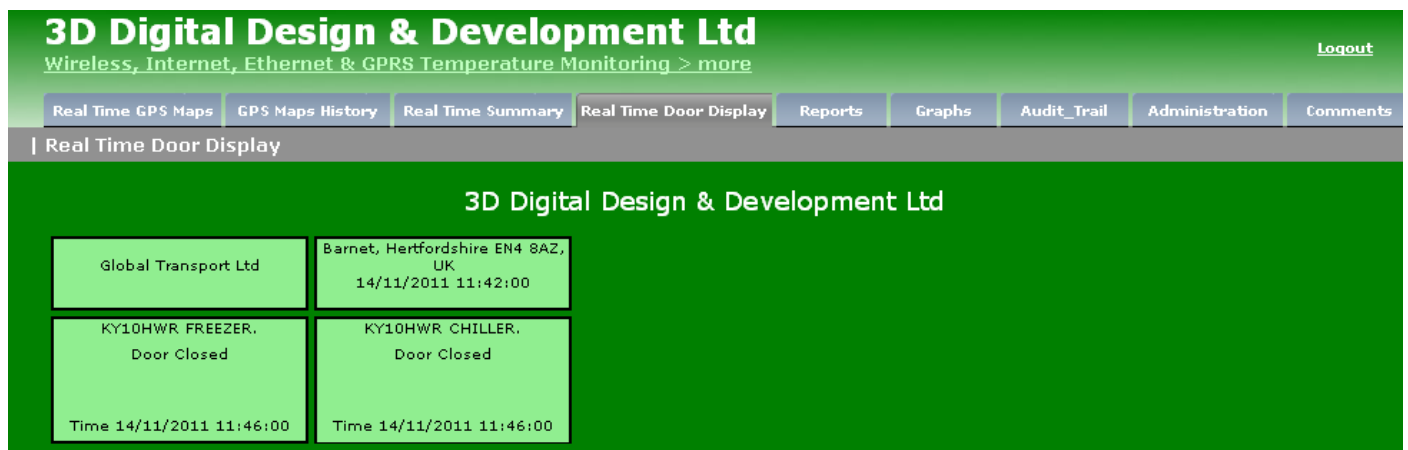 3D Digital Design & Development Ltd
Wireless, Internet, Ethernet & GPRS Temperature Monitoring > more
Logout
Real Time GPS Maps GPS Maps History Real Time Summary Real Time Door Display Reports Graphs Audit_Trail Administration Comments
| Real Time Door Display
3D Digital Design & Development Ltd
Global Transport Ltd
Barnet, Hertfordshire EN4 8AZ,
UK
14/11/2011 11:42:00
KY10HWR FREEZER.
Door Closed
Time 14/11/2011 11:46:00
KY10HWR CHILLER.
Door Closed
Time 14/11/2011 11:46:00